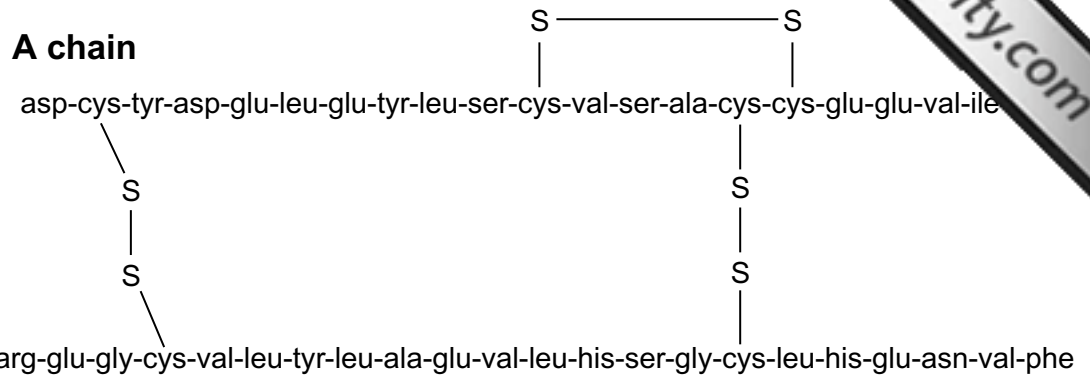 S S
A chain
ity.com
asp-cys-tyr-asp-glu-leu-glu-tyr-leu-ser-cys-val-ser-ala-cys-cys-glu-glu-val-ile
S S
S S
arg-glu-gly-cys-val-leu-tyr-leu-ala-glu-val-leu-his-ser-gly-cys-leu-his-glu-asn-val-phe